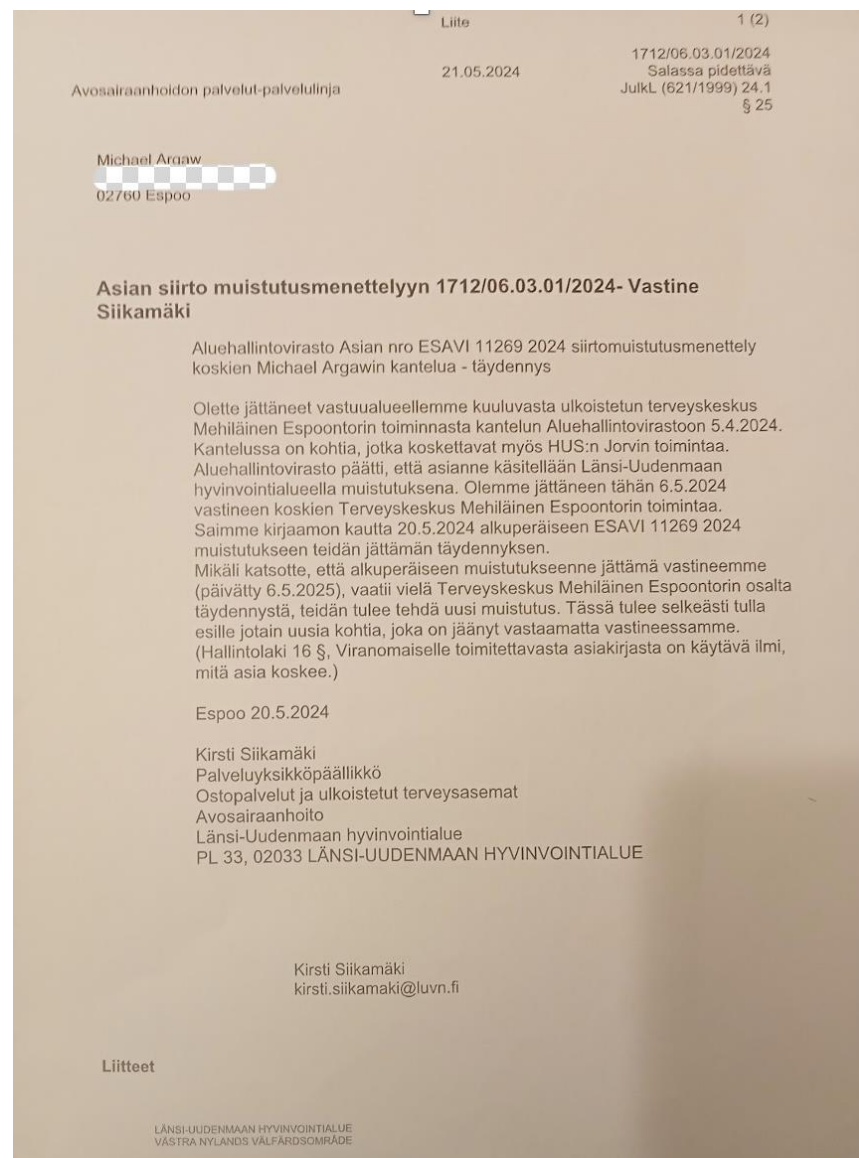 Liite
1 (2)
21.05.2024
1712/06.03.01/2024
Salassa pidettävä
JulkL (621/1999) 24.1
§ 25
Avosairaanhoidon palvelut-palvelulinja
Michael Argaw
02760 Espoo
Asian siirto muistutusmenettelyyn 1712/06.03.01/2024- Vastine
Siikamäki
Aluehallintovirasto Asian nro ESAVI 11269 2024 siirtomuistutusmenettely
koskien Michael Argawin kantelua - täydennys
Olette jättäneet vastuualueellemme kuuluvasta ulkoistetun terveyskeskus
Mehiläinen Espoontorin toiminnasta kantelun Aluehallintovirastoon 5.4.2024.
Kantelussa on kohtia, jotka koskettavat myös HUS:n Jorvin toimintaa.
Aluehallintovirasto päätti, että asianne käsitellään Länsi-Uudenmaan
hyvinvointialueella muistutuksena. Olemme jättäneen tähän 6.5.2024
vastineen koskien Terveyskeskus Mehiläinen Espoontorin toimintaa.
Saimme kirjaamon kautta 20.5.2024 alkuperäiseen ESAVI 11269 2024
muistutukseen teidän jättämän täydennyksen.
Mikäli katsotte, että alkuperäiseen muistutukseenne jättämä vastineemme
(päivätty 6.5.2025), vaatii vielä Terveyskeskus Mehiläinen Espoontorin osalta
täydennystä, teidän tulee tehdä uusi muistutus. Tässä tulee selkeästi tulla
esille jotain uusia kohtia, joka on jäänyt vastaamatta vastineessamme.
(Hallintolaki 16 §, Viranomaiselle toimitettavasta asiakirjasta on käytävä ilmi,
mitä asia koskee.)
Espoo 20.5.2024
Kirsti Siikamäki
Palveluyksikköpäällikkö
Ostopalvelut ja ulkoistetut terveysasemat
Avosairaanhoito
Länsi-Uudenmaan hyvinvointialue
PL 33, 02033 LÄNSI-UUDENMAAN HYVINVOINTIALUE
Kirsti Siikamäki
kirsti.siikamaki@luvn.fi
Liitteet
LÄNSI-UUDENMAAN HYVINVOINTIALUE
VÄSTRA NYLANDS VÄLFÄRDSOMRÅDE